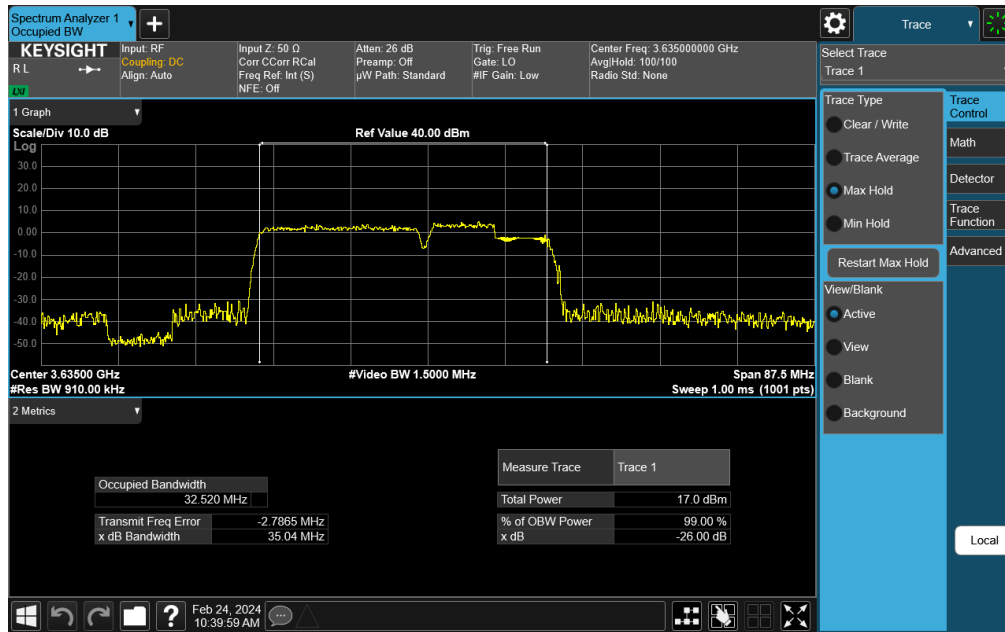 Spectrum Analyzer 1
Occupied BW
Trace
KEYSIGHT
R L
LXI
Input: RF
Coupling: DC
Align: Auto
Input Z: 50 Ω
Corr CCorr RCal
Freq Ref: Int (S)
NFE: Off
Atten: 26 dB
Preamp: Off
µW Path: Standard
Trig: Free Run
Gate: LO
#IF Gain: Low
Center Freq: 3.635000000 GHz
Avg|Hold: 100/100
Radio Std: None
Select Trace
Trace 1
1 Graph
Scale/Div 10.0 dB
Ref Value 40.00 dBm
Log
30.0
20.0
10.0
0.00
-10.0
-20.0
-30.0
-40.0
-50.0
Center 3.63500 GHz
#Video BW 1.5000 MHz
Span 87.5 MHz
#Res BW 910.00 kHz
Sweep 1.00 ms (1001 pts)
Trace Type
Clear / Write
Trace Average
Max Hold
Min Hold
Restart Max Hold
View/Blank
Active
View
Blank
Background
Trace
Control
Math
Detector
Trace
Function
Advanced
2 Metrics
Occupied Bandwidth
32.520 MHz
Transmit Freq Error -2.7865 MHz
x dB Bandwidth 35.04 MHz
Measure Trace Trace 1
Total Power 17.0 dBm
% of OBW Power 99.00 %
x dB -26.00 dB
Local
Feb 24, 2024
10:39:59 AM